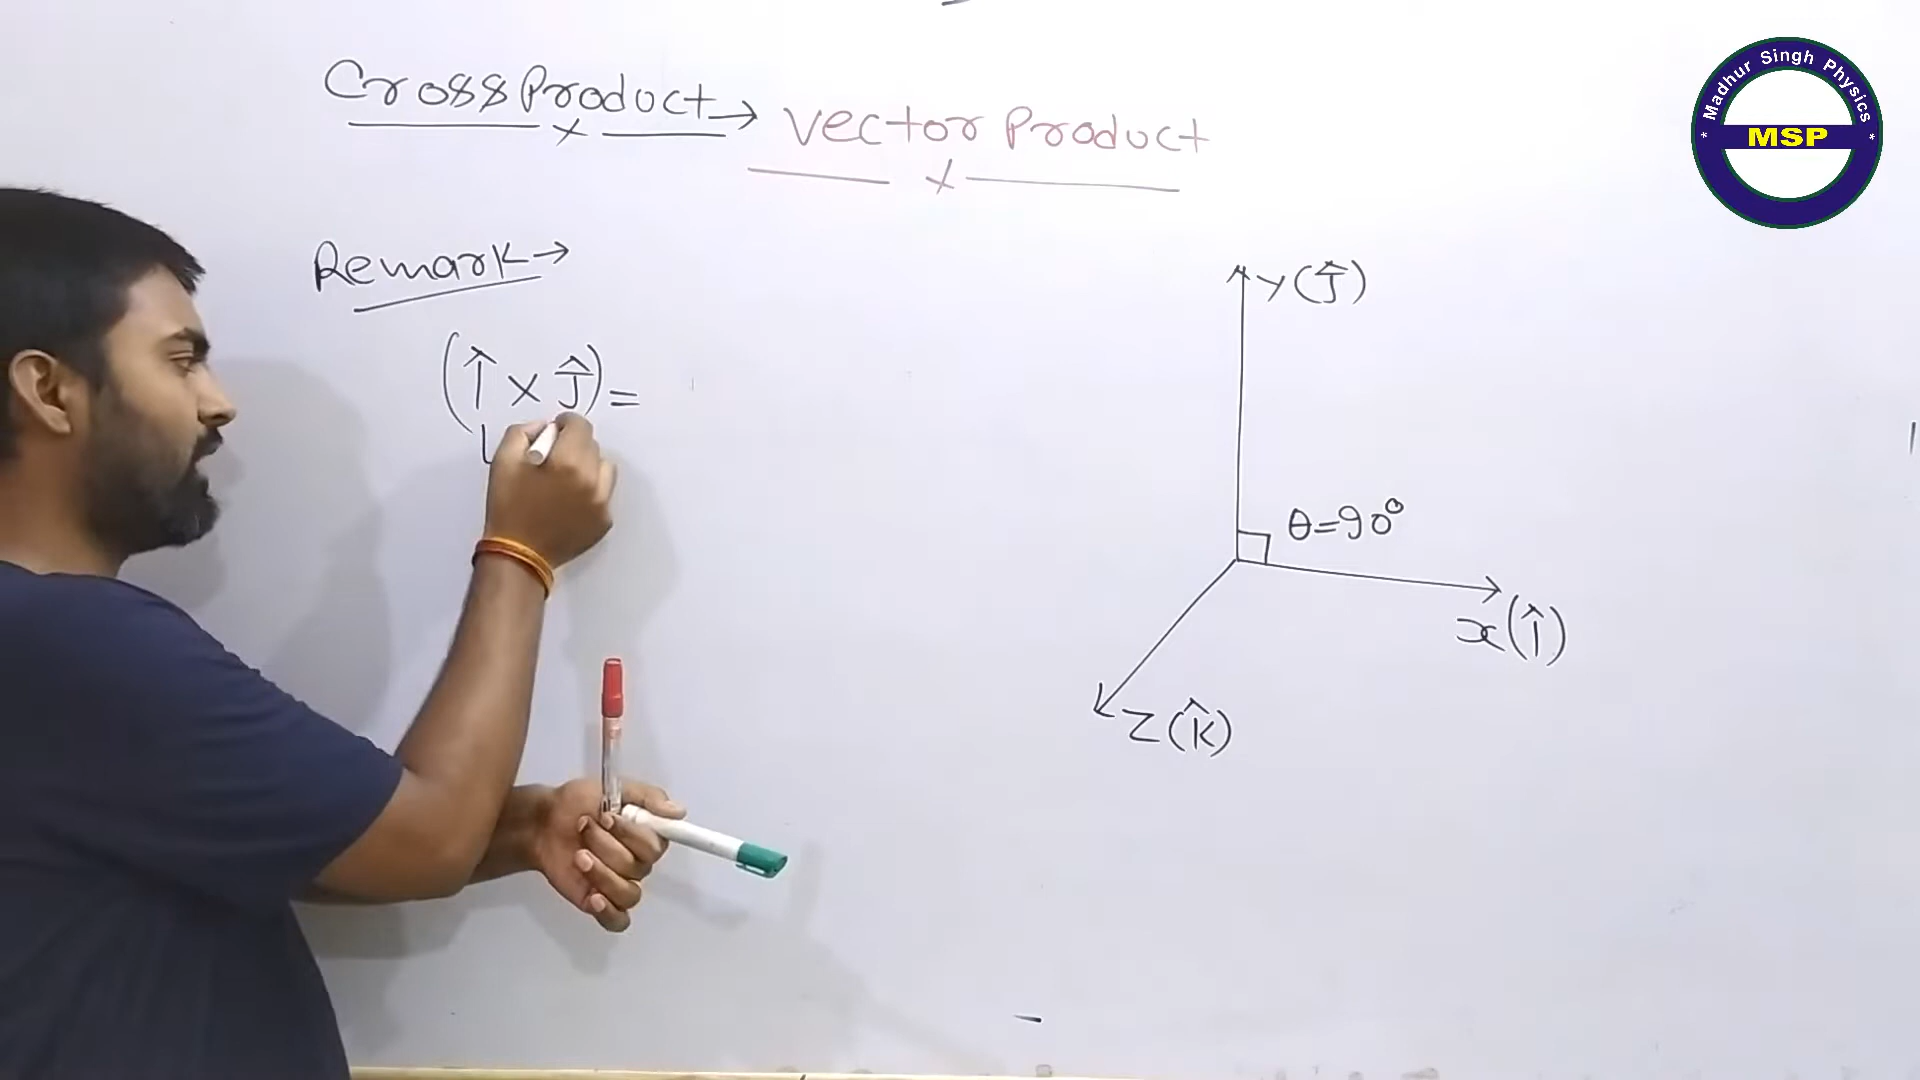 Cross Product → Vector Product
Remark →
(î × ĵ) =
Y(ĵ)
θ=90°
x(î)
Z(k̂)
* Madhur Singh Physics *
MSP